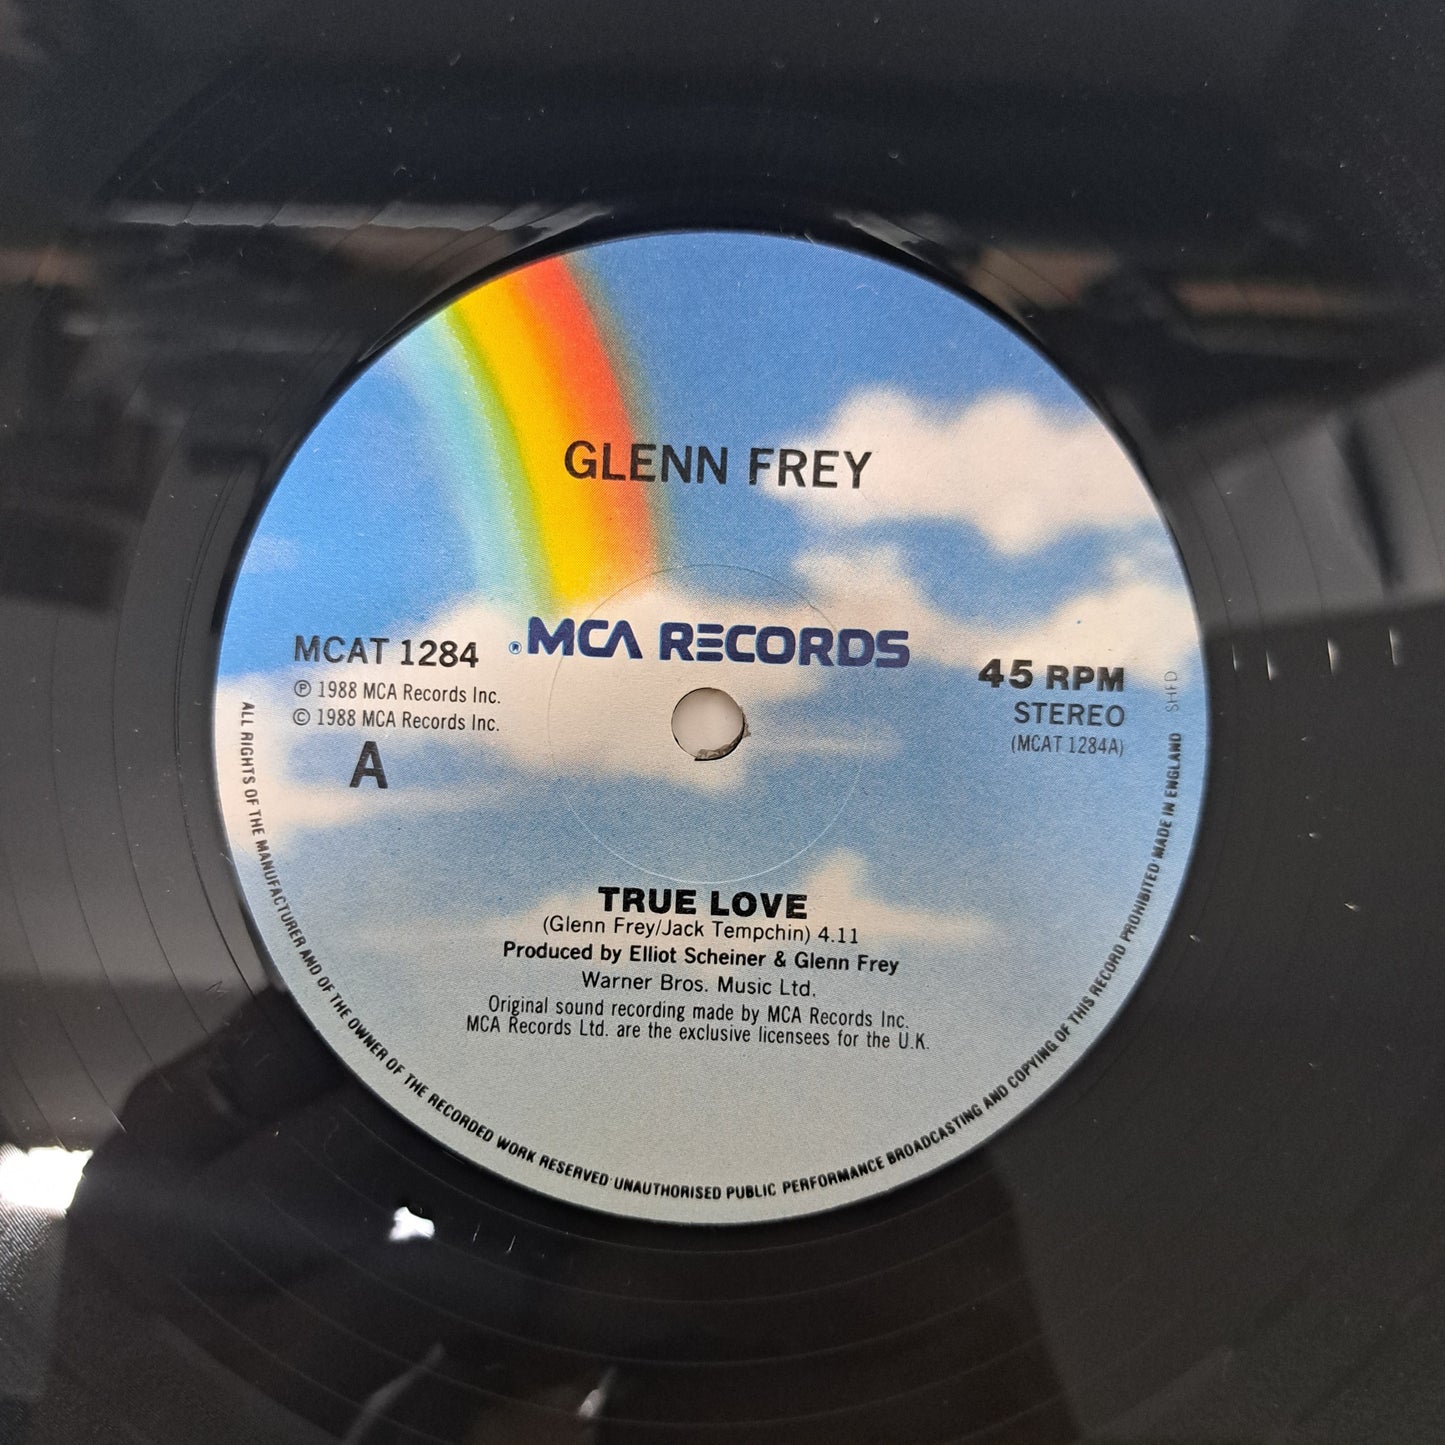 GLENN FREY
® MCA RECORDS
MCAT 1284
℗ 1988 MCA Records Inc.
© 1988 MCA Records Inc.
A
45 RPM
STEREO
(MCAT 1284A)
SHFD
TRUE LOVE
(Glenn Frey/Jack Tempchin) 4.11
Produced by Elliot Scheiner & Glenn Frey
Warner Bros. Music Ltd.
Original sound recording made by MCA Records Inc.
MCA Records Ltd. are the exclusive licensees for the U.K.
ALL RIGHTS OF THE MANUFACTURER AND OF THE OWNER OF THE RECORDED WORK RESERVED·UNAUTHORISED PUBLIC PERFORMANCE BROADCASTING AND COPYING OF THIS RECORD PROHIBITED·MADE IN ENGLAND